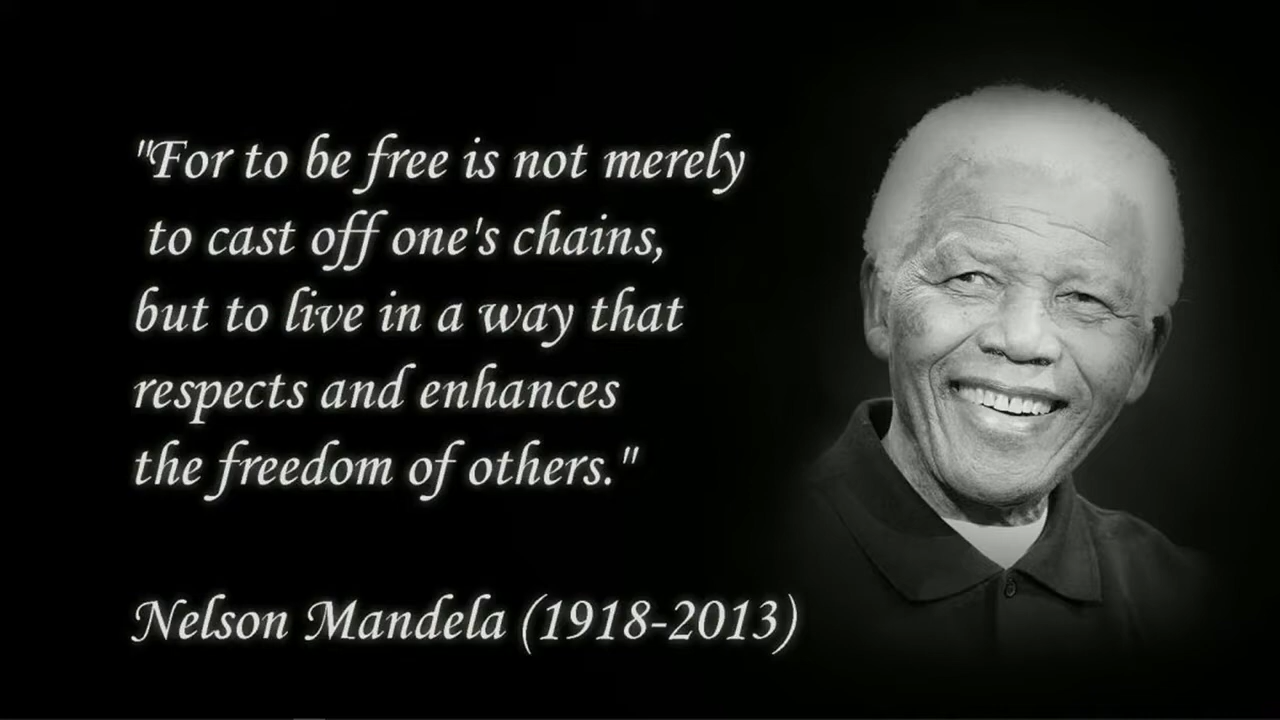 "For to be free is not merely
to cast off one's chains,
but to live in a way that
respects and enhances
the freedom of others."
Nelson Mandela (1918-2013)